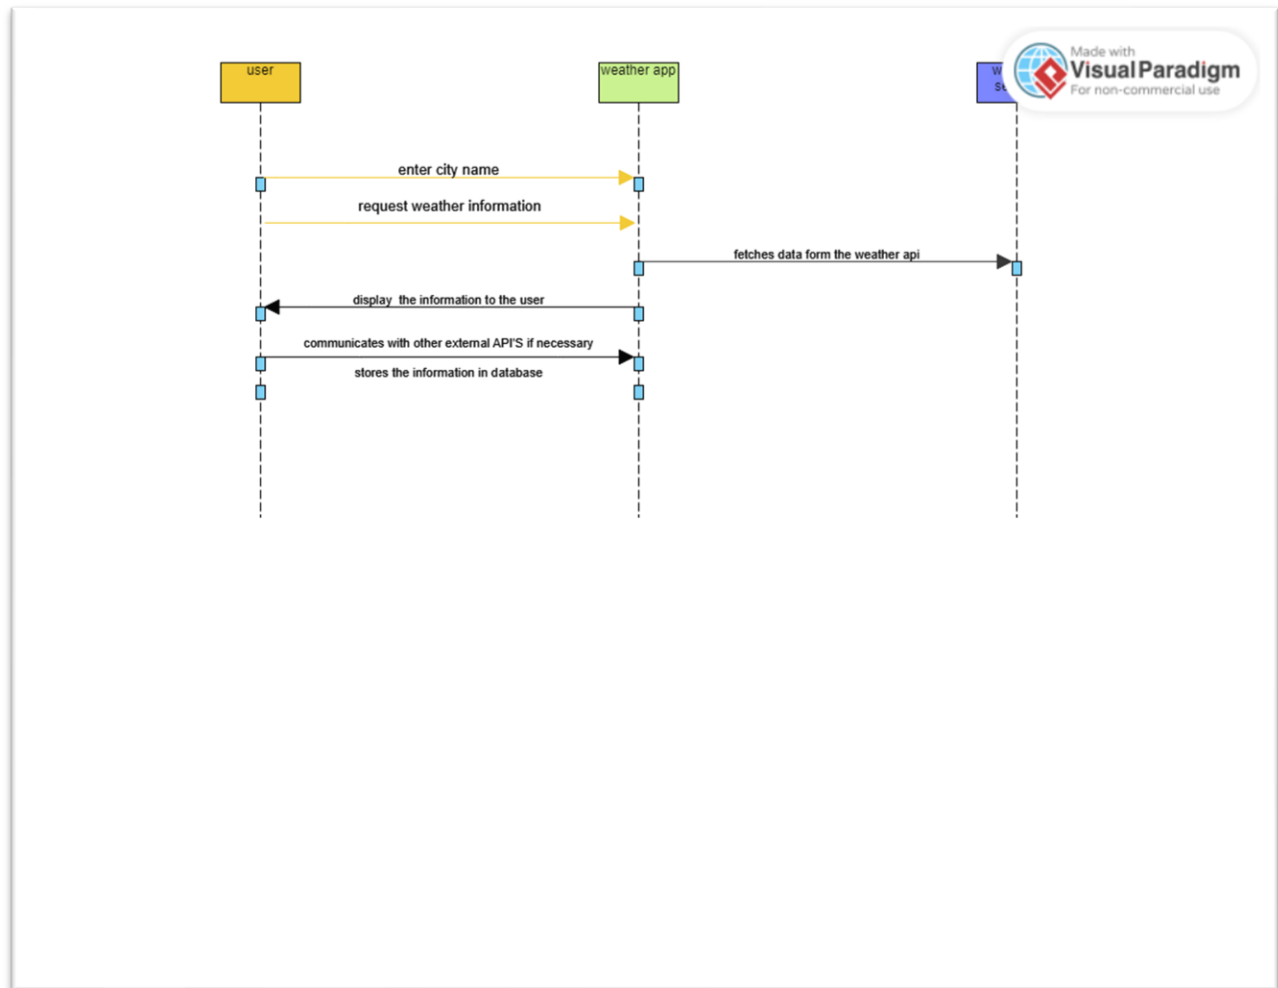 user
weather app
Made with
Visual Paradigm
For non-commercial use
enter city name
request weather information
fetches data form the weather api
display the information to the user
communicates with other external API'S if necessary
stores the information in database